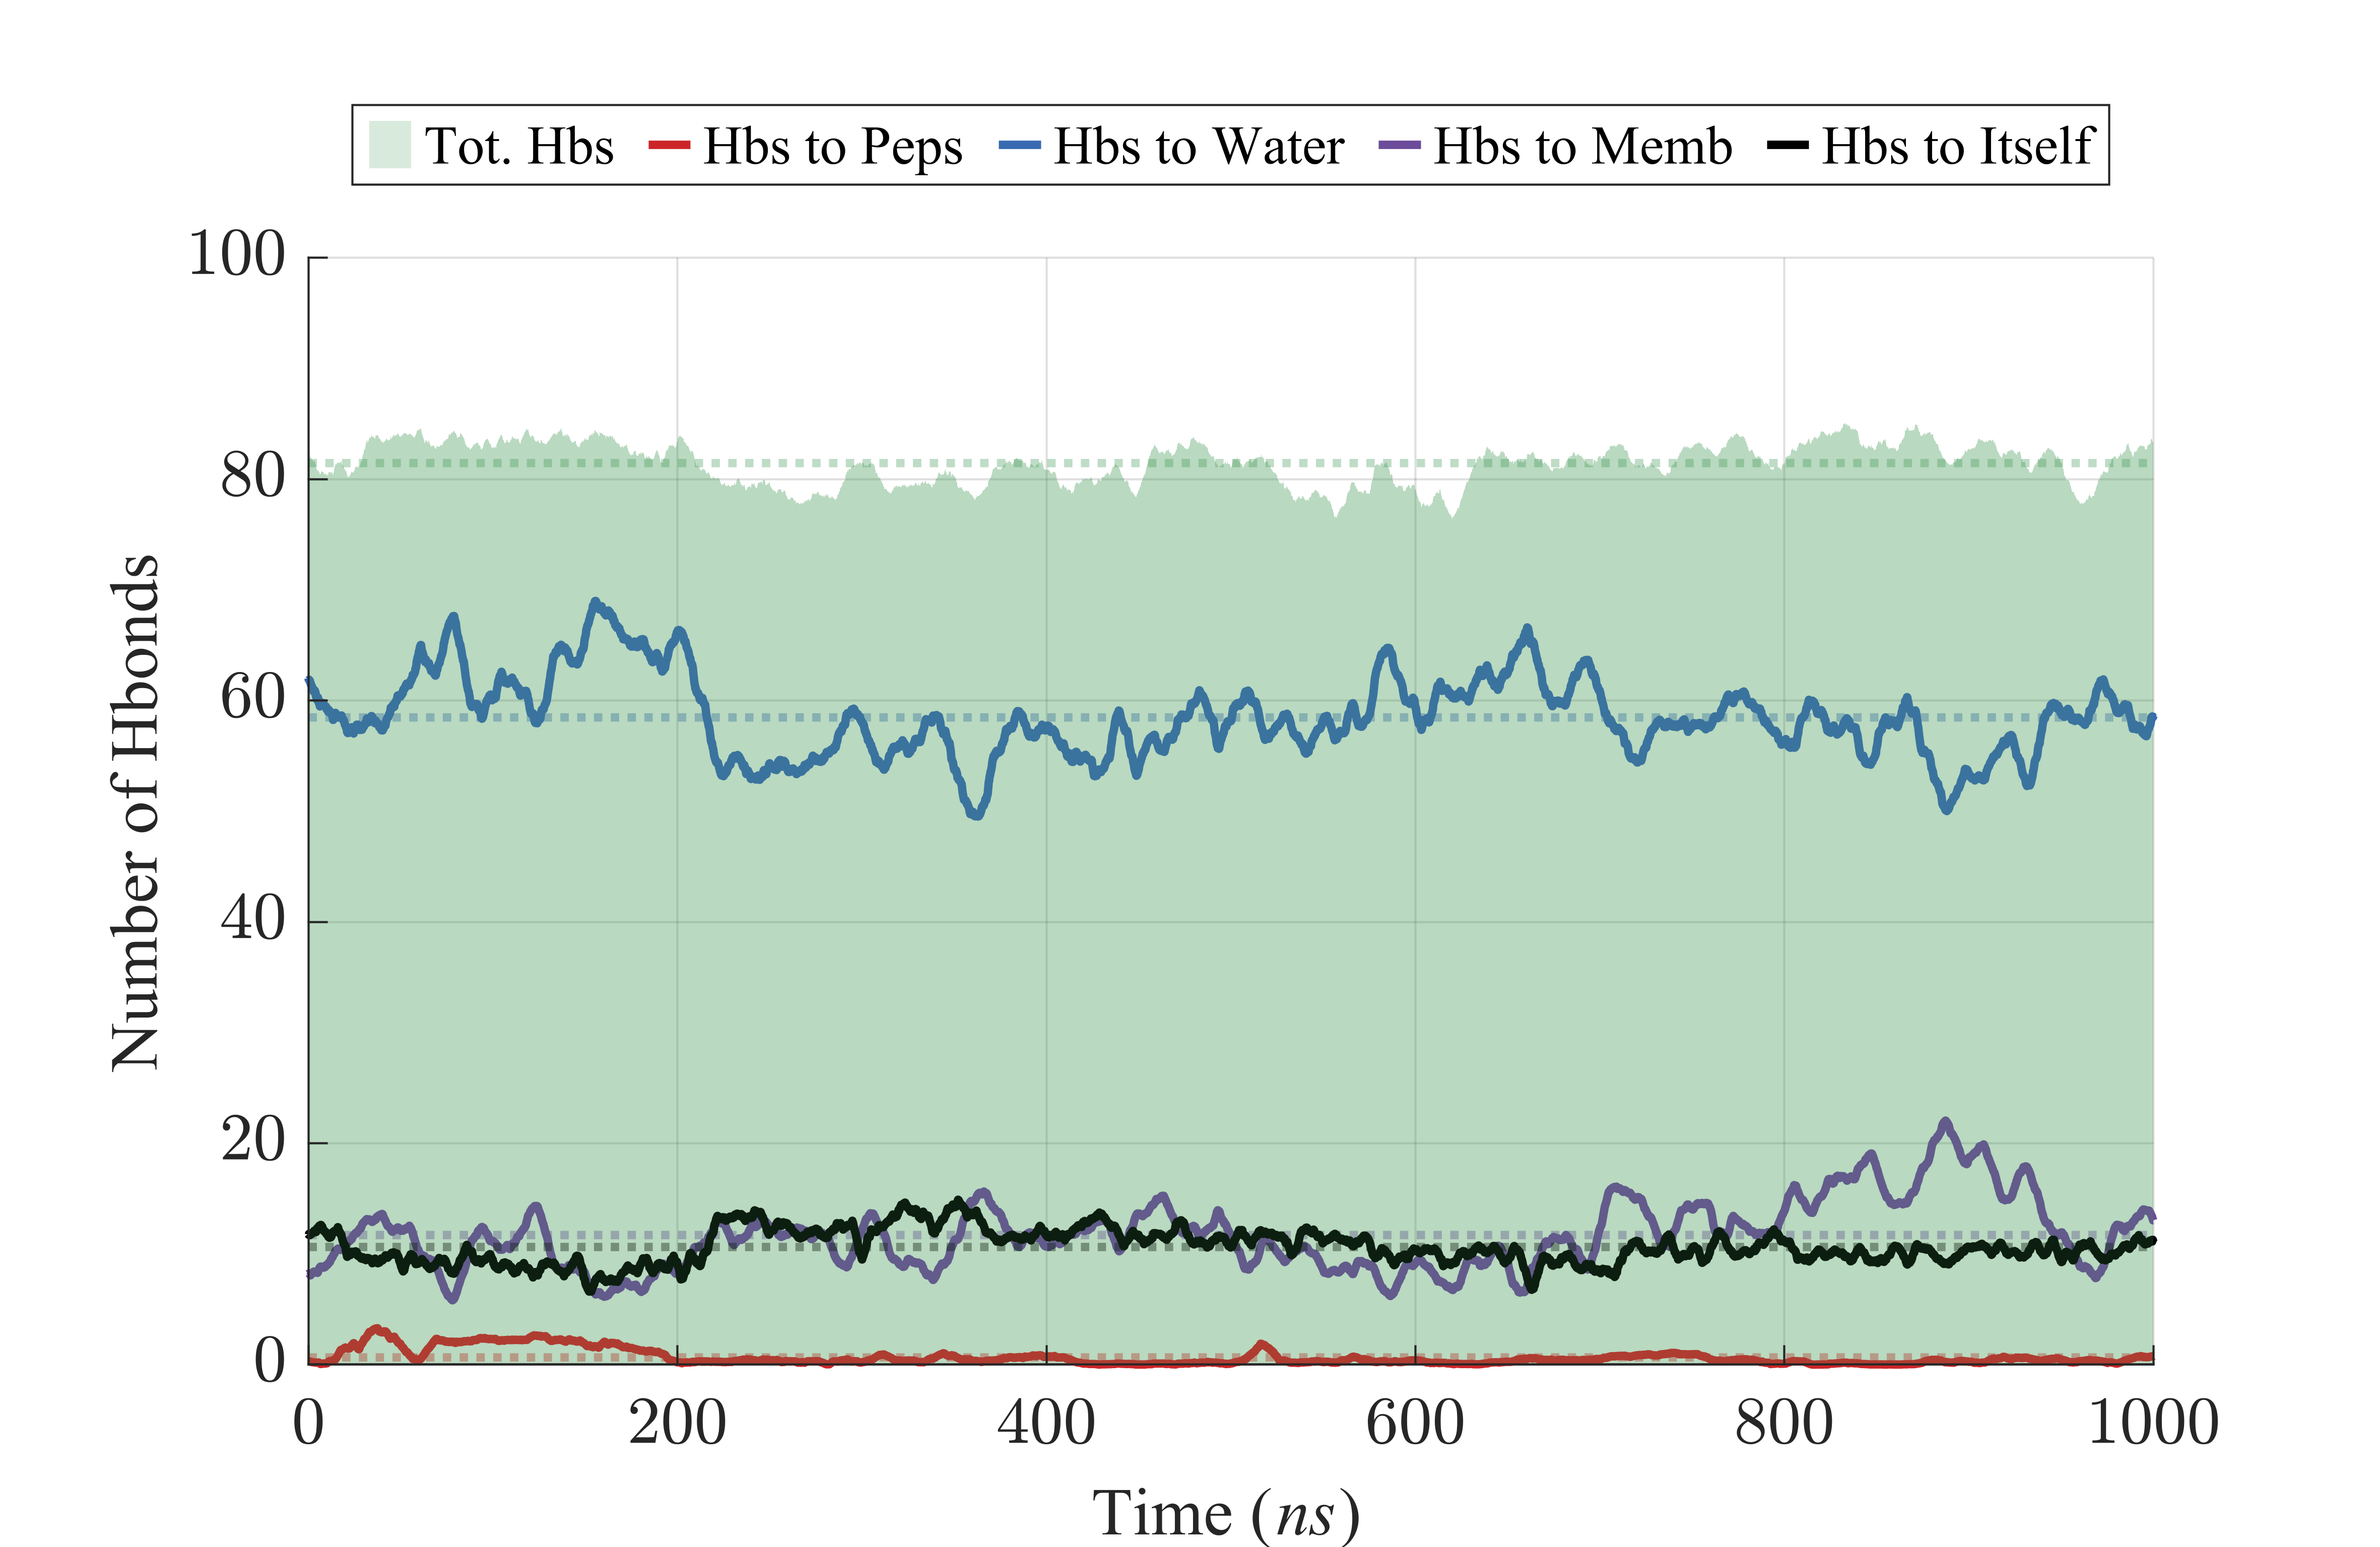 Tot. Hbs Hbs to Peps Hbs to Water Hbs to Memb Hbs to Itself
100
80
60
40
20
0
Number of Hbonds
0 200 400 600 800 1000
Time (ns)